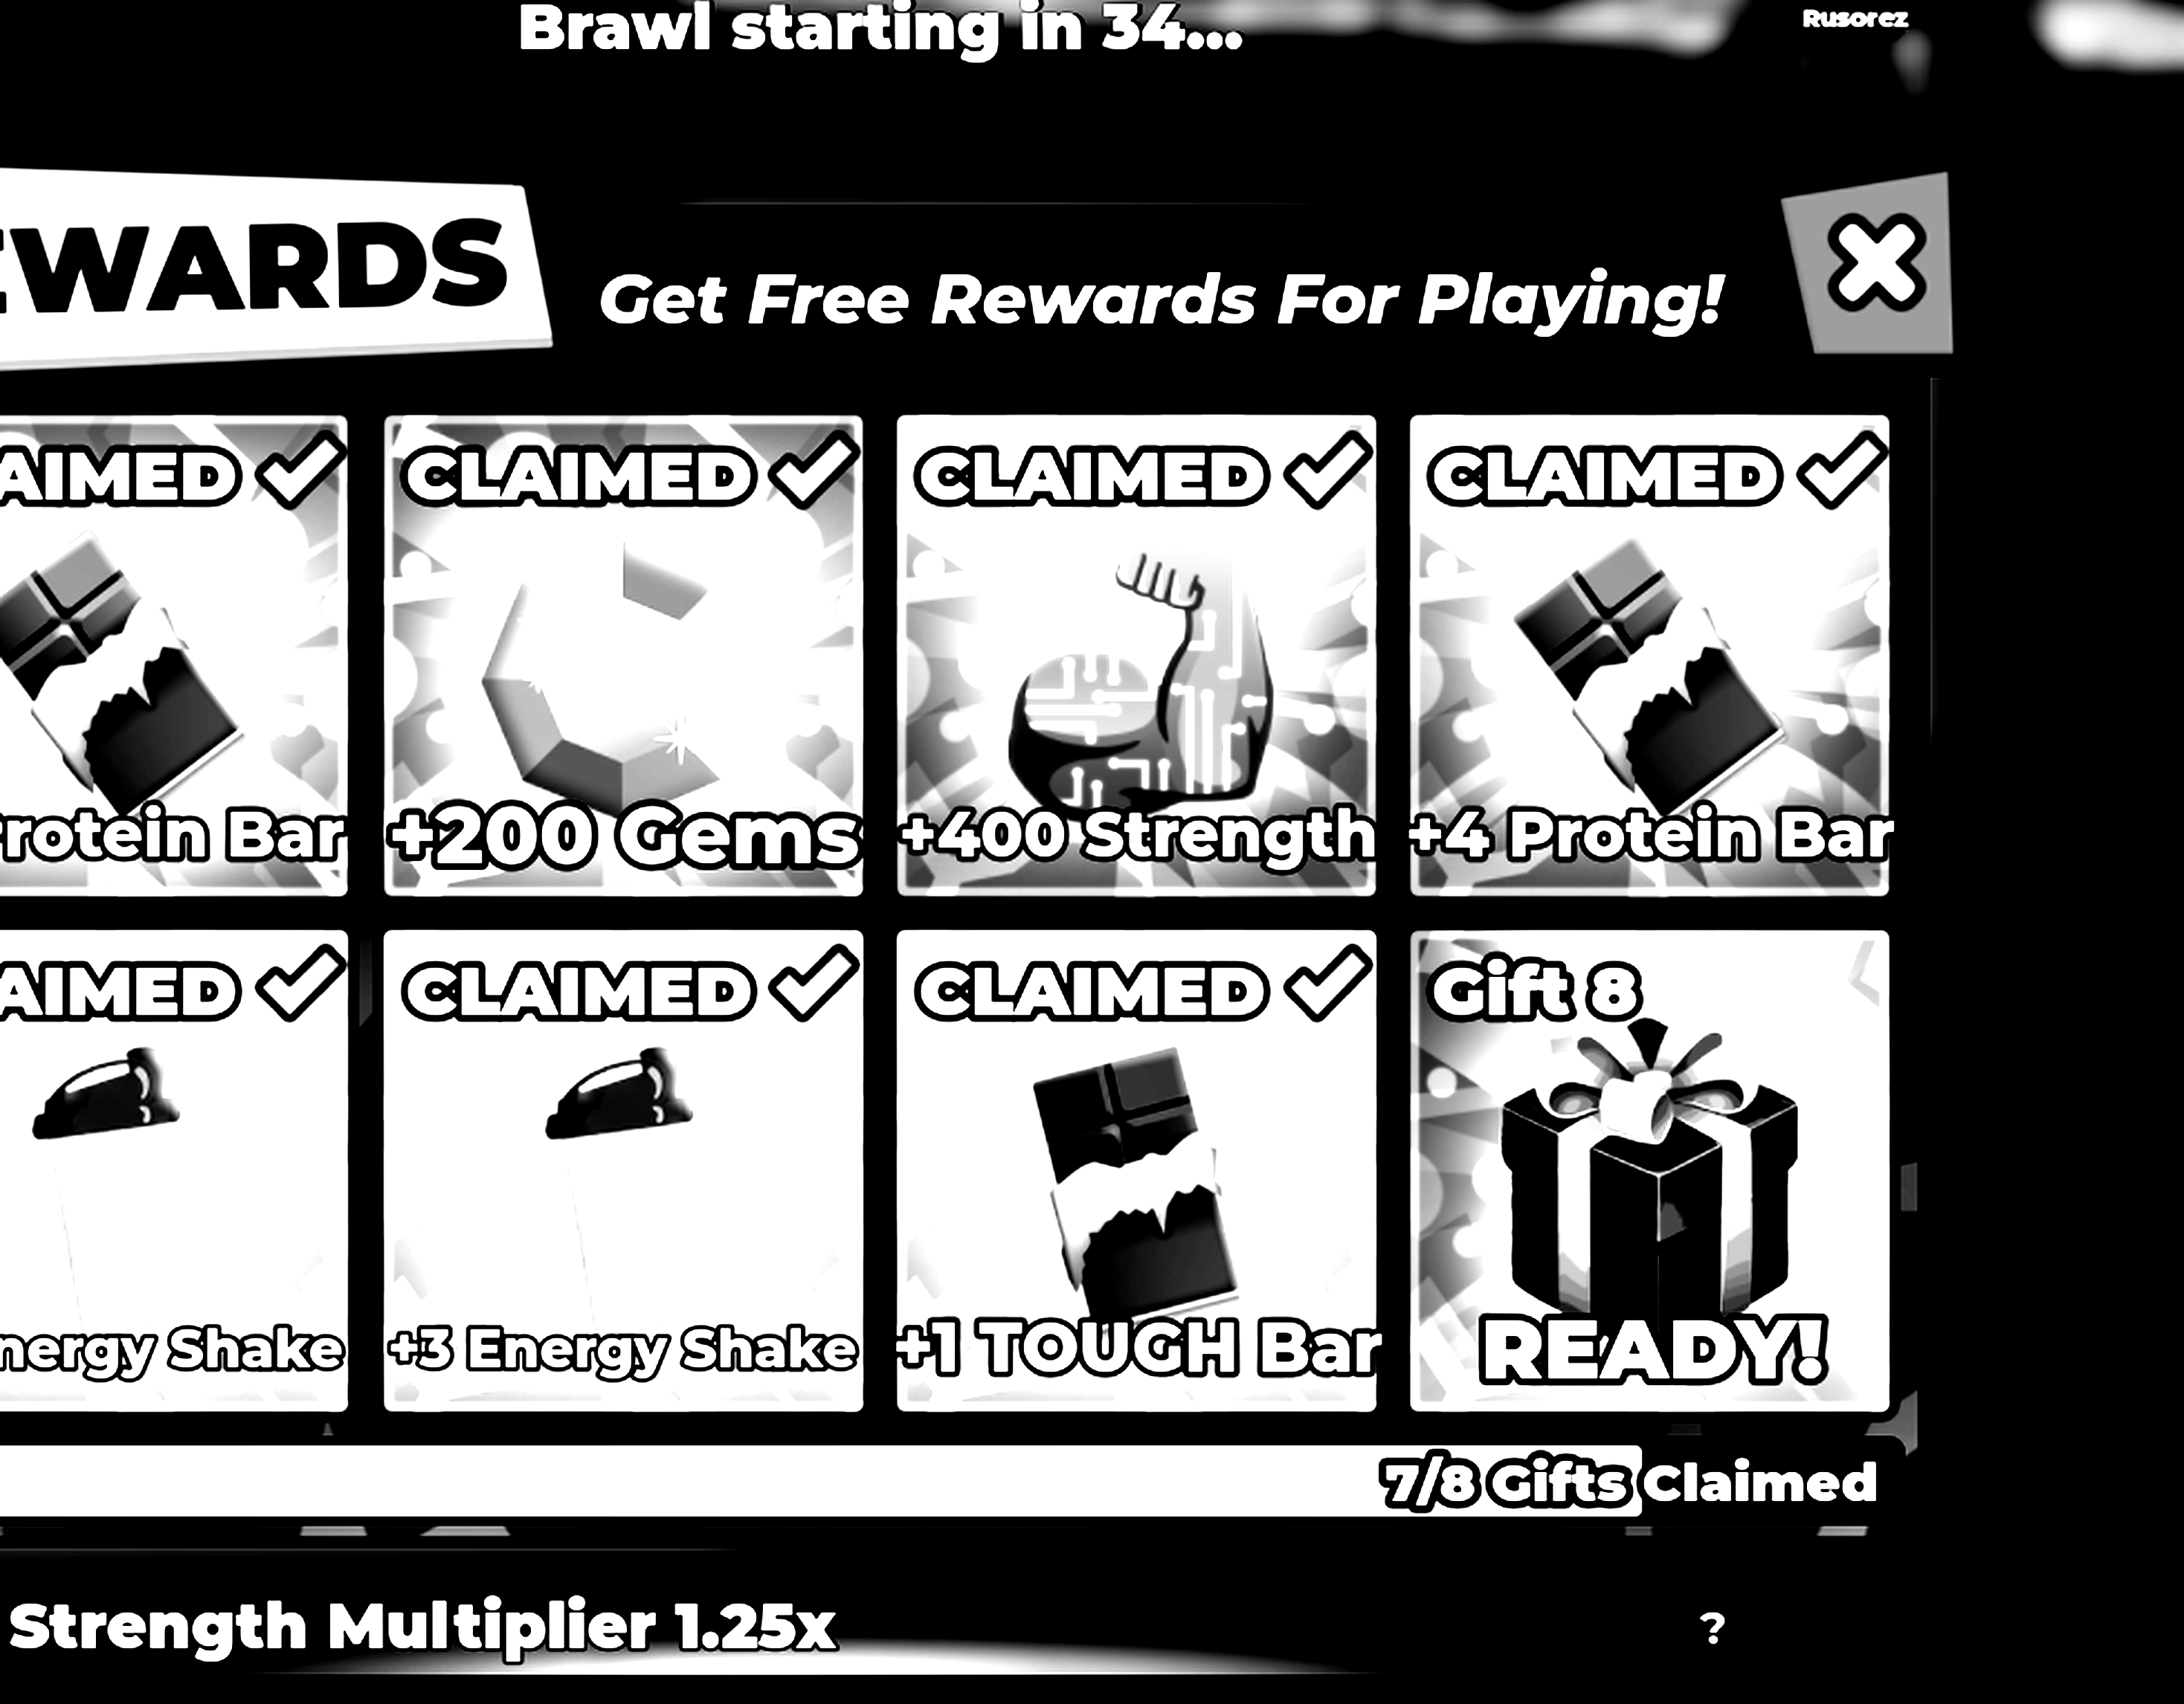 Brawl starting in 34...
Rusorez
EWARDS
Get Free Rewards For Playing!
AIMED
CLAIMED
CLAIMED
CLAIMED
rotein Bar
+200 Gems
+400 Strength
+4 Protein Bar
AIMED
CLAIMED
CLAIMED
Gift 8
nergy Shake
+3 Energy Shake
+1 TOUGH Bar
READY!
7/8 Gifts Claimed
Strength Multiplier 1.25x
?